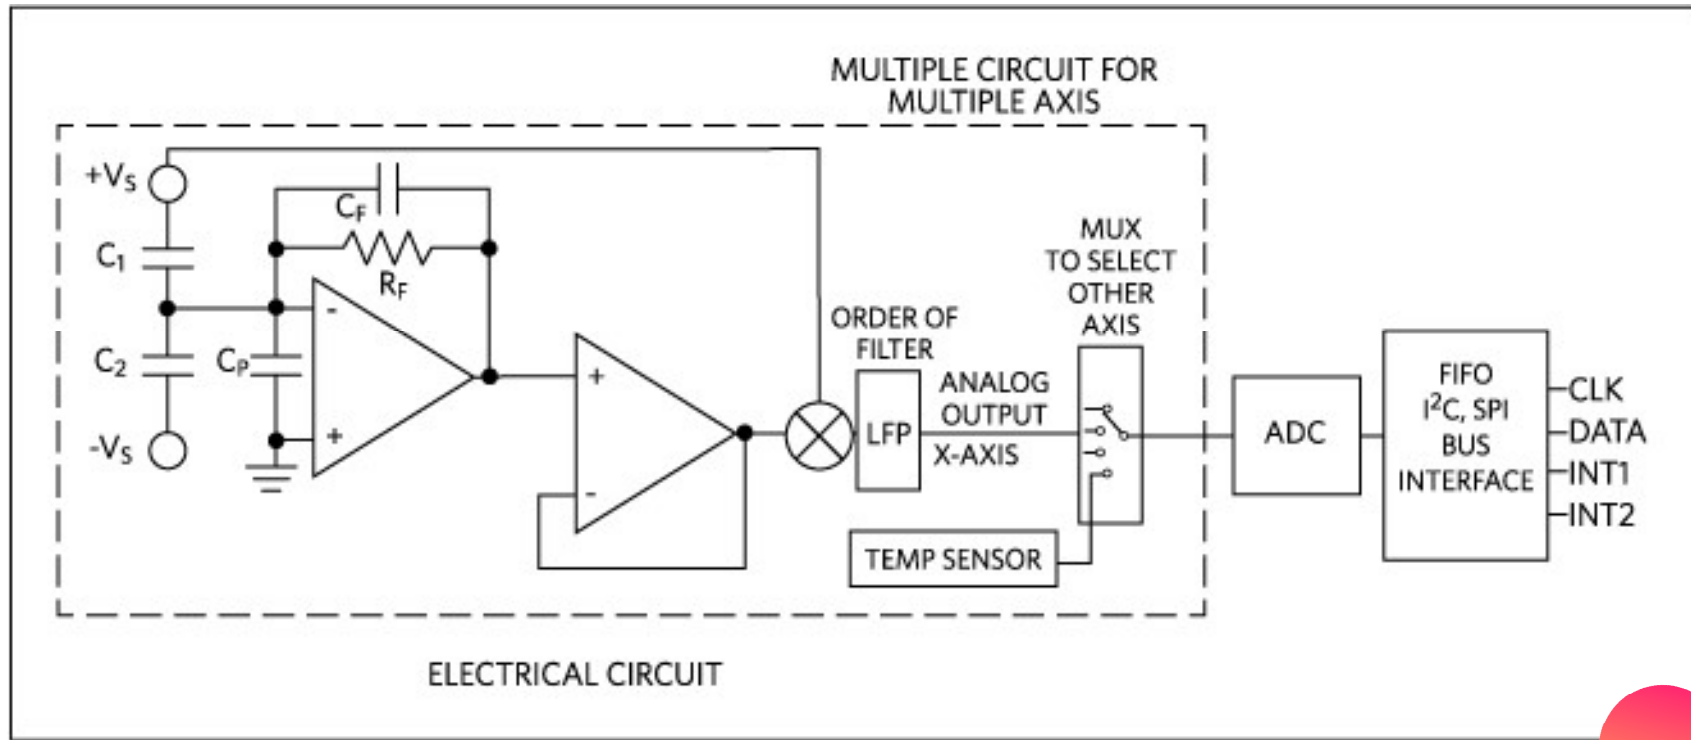 MULTIPLE CIRCUIT FOR
MULTIPLE AXIS
+VS
C1
C2
-VS
CF
RF
CP
-
+
+
-
ORDER OF
FILTER
LFP
ANALOG
OUTPUT
X-AXIS
MUX
TO SELECT
OTHER
AXIS
TEMP SENSOR
ADC
FIFO
I²C, SPI
BUS
INTERFACE
CLK
DATA
INT1
INT2
ELECTRICAL CIRCUIT